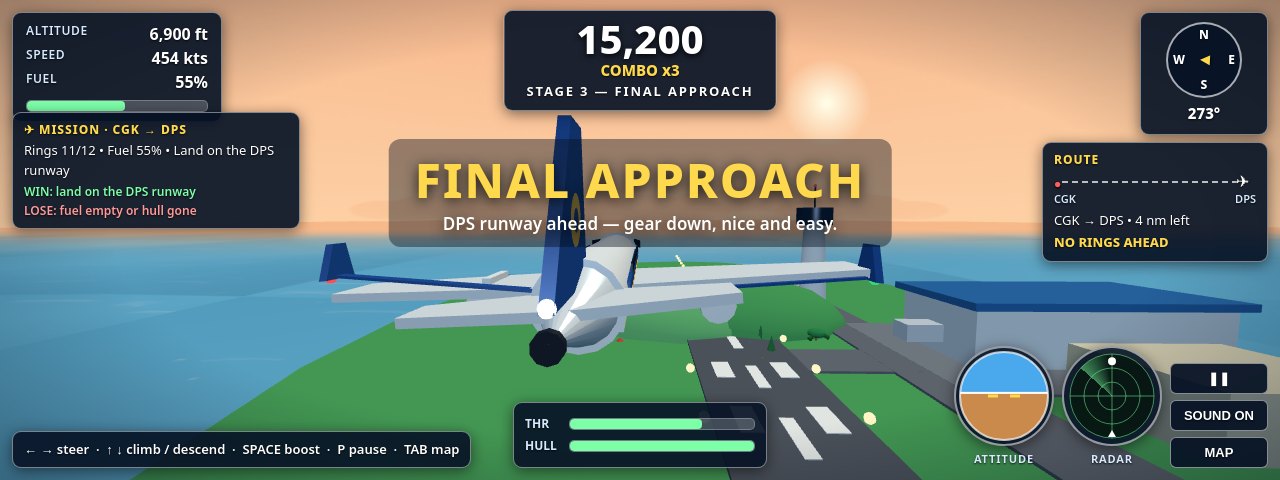 ALTITUDE 6,900 ft
SPEED 454 kts
FUEL 55%
✈ MISSION · CGK → DPS
Rings 11/12 • Fuel 55% • Land on the DPS
runway
WIN: land on the DPS runway
LOSE: fuel empty or hull gone
15,200
COMBO x3
STAGE 3 — FINAL APPROACH
FINAL APPROACH
DPS runway ahead — gear down, nice and easy.
N
W E
S
273°
ROUTE
CGK DPS
CGK → DPS • 4 nm left
NO RINGS AHEAD
← → steer · ↑ ↓ climb / descend · SPACE boost · P pause · TAB map
THR
HULL
ATTITUDE
RADAR
SOUND ON
MAP